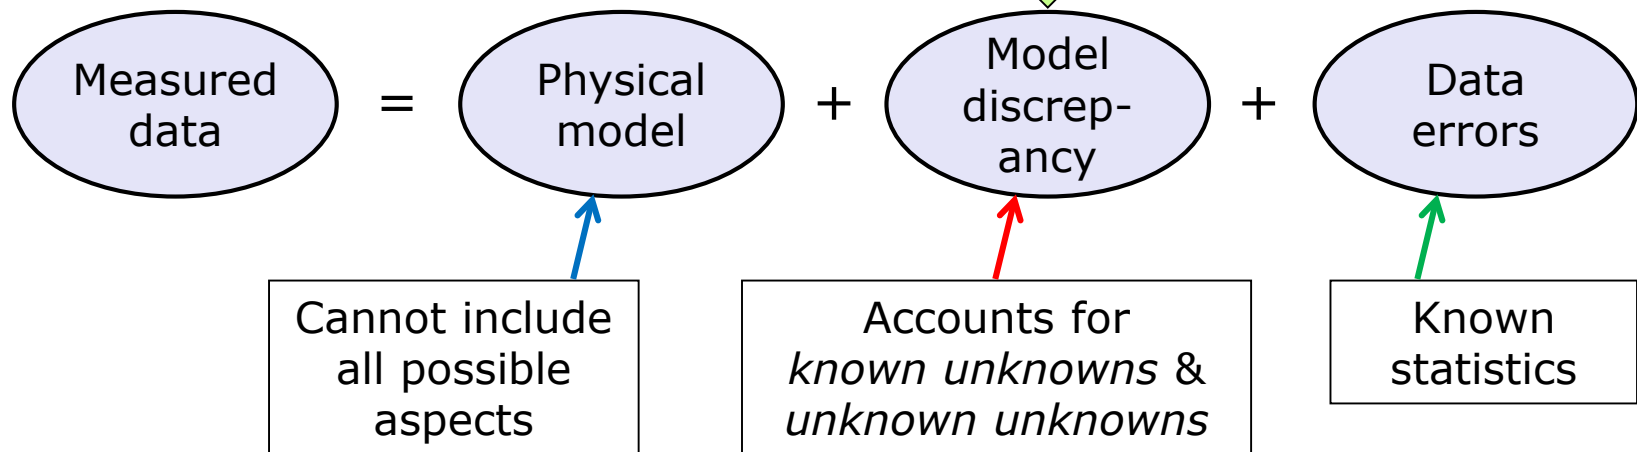 Measured
data
=
Physical
model
+
Model
discrep-
ancy
+
Data
errors
Cannot include
all possible
aspects
Accounts for
known unknowns &
unknown unknowns
Known
statistics